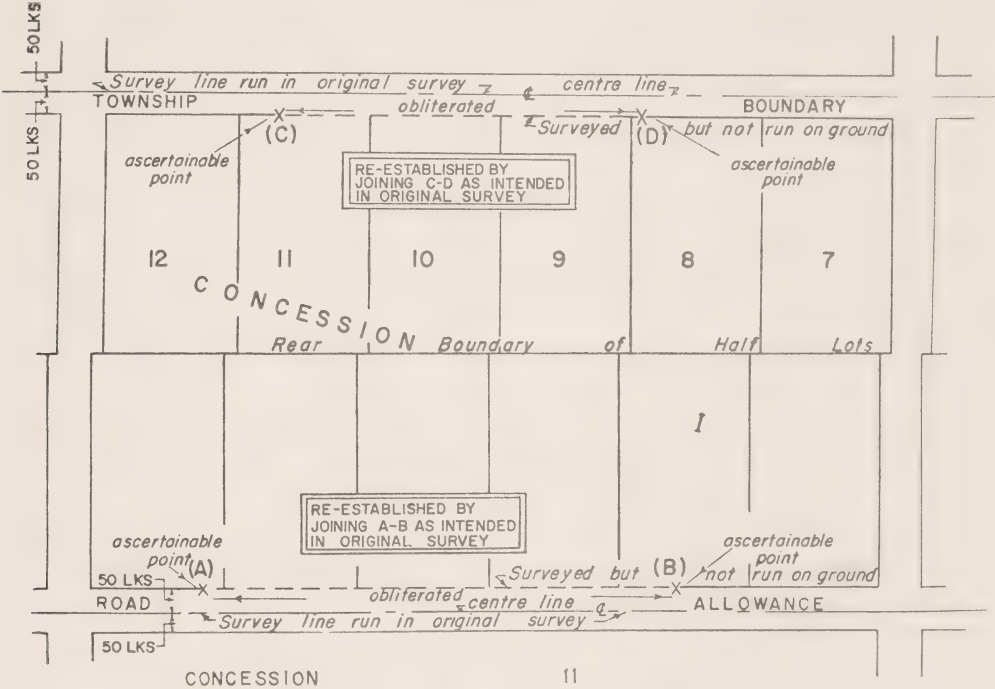 50 LKS
50 LKS
Survey line run in original survey ℄ centre line
TOWNSHIP obliterated BOUNDARY
(C) ℄ Surveyed (D) but not run on ground
ascertainable point
ascertainable point
RE-ESTABLISHED BY
JOINING C-D AS INTENDED
IN ORIGINAL SURVEY
12 11 10 9 8 7
CONCESSION
Rear Boundary of Half Lots
I
RE-ESTABLISHED BY
JOINING A-B AS INTENDED
IN ORIGINAL SURVEY
ascertainable
point (A)
ascertainable
point
50 LKS
Surveyed but (B) not run on ground
ROAD obliterated centre line ℄ ALLOWANCE
Survey line run in original survey
50 LKS
CONCESSION 11